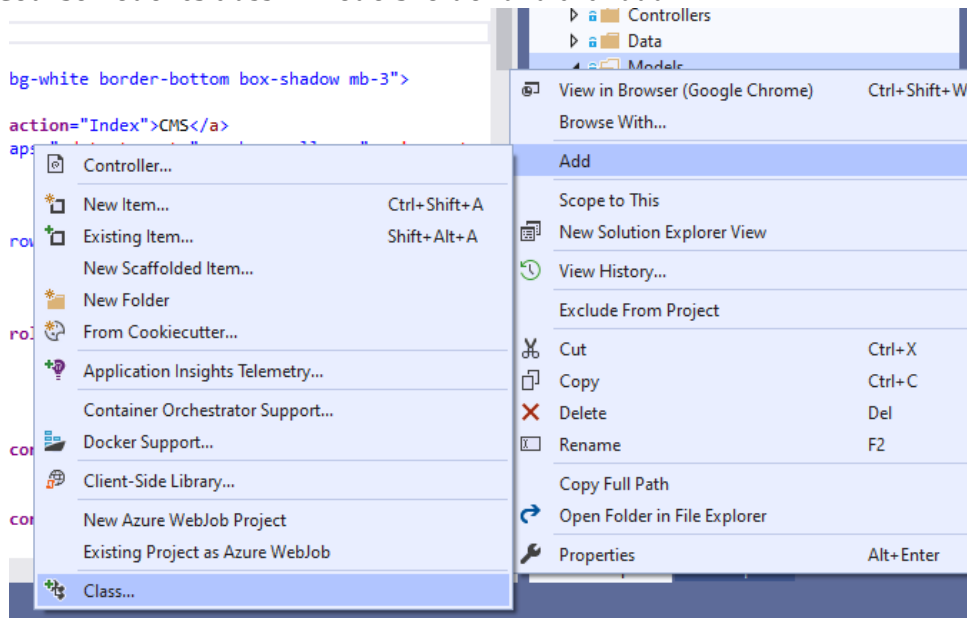 Controllers
Data
Models
bg-white border-bottom box-shadow mb-3">
action="Index">CMS</a>
View in Browser (Google Chrome) Ctrl+Shift+W
Browse With...
Add
Scope to This
New Solution Explorer View
View History...
Exclude From Project
Cut Ctrl+X
Copy Ctrl+C
Delete Del
Rename F2
Copy Full Path
Open Folder in File Explorer
Properties Alt+Enter
Controller...
New Item... Ctrl+Shift+A
Existing Item... Shift+Alt+A
New Scaffolded Item...
New Folder
From Cookiecutter...
Application Insights Telemetry...
Container Orchestrator Support...
Docker Support...
Client-Side Library...
New Azure WebJob Project
Existing Project as Azure WebJob
Class...